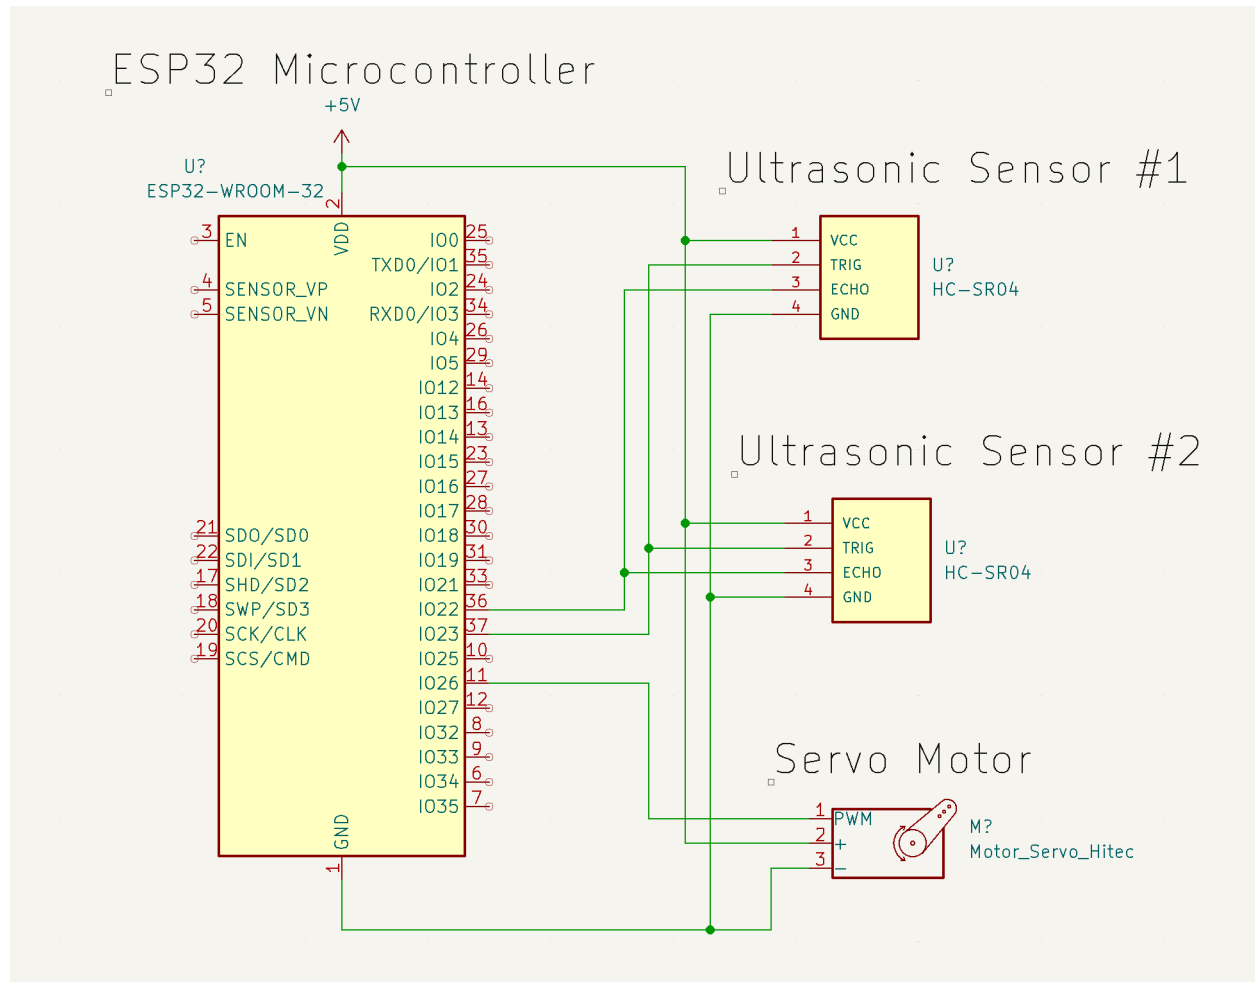 ESP32 Microcontroller
+5V
U?
ESP32-WROOM-32
2
VDD
3 EN
4 SENSOR_VP
5 SENSOR_VN
21 SDO/SD0
22 SDI/SD1
17 SHD/SD2
18 SWP/SD3
20 SCK/CLK
19 SCS/CMD
IO0 25
TXD0/IO1 35
IO2 24
RXD0/IO3 34
IO4 26
IO5 29
IO12 14
IO13 16
IO14 13
IO15 23
IO16 27
IO17 28
IO18 30
IO19 31
IO21 33
IO22 36
IO23 37
IO25 10
IO26 11
IO27 12
IO32 8
IO33 9
IO34 6
IO35 7
GND
1
Ultrasonic Sensor #1
1 VCC
2 TRIG
3 ECHO
4 GND
U?
HC-SR04
Ultrasonic Sensor #2
1 VCC
2 TRIG
3 ECHO
4 GND
U?
HC-SR04
Servo Motor
1 PWM
2 +
3 -
M?
Motor_Servo_Hitec